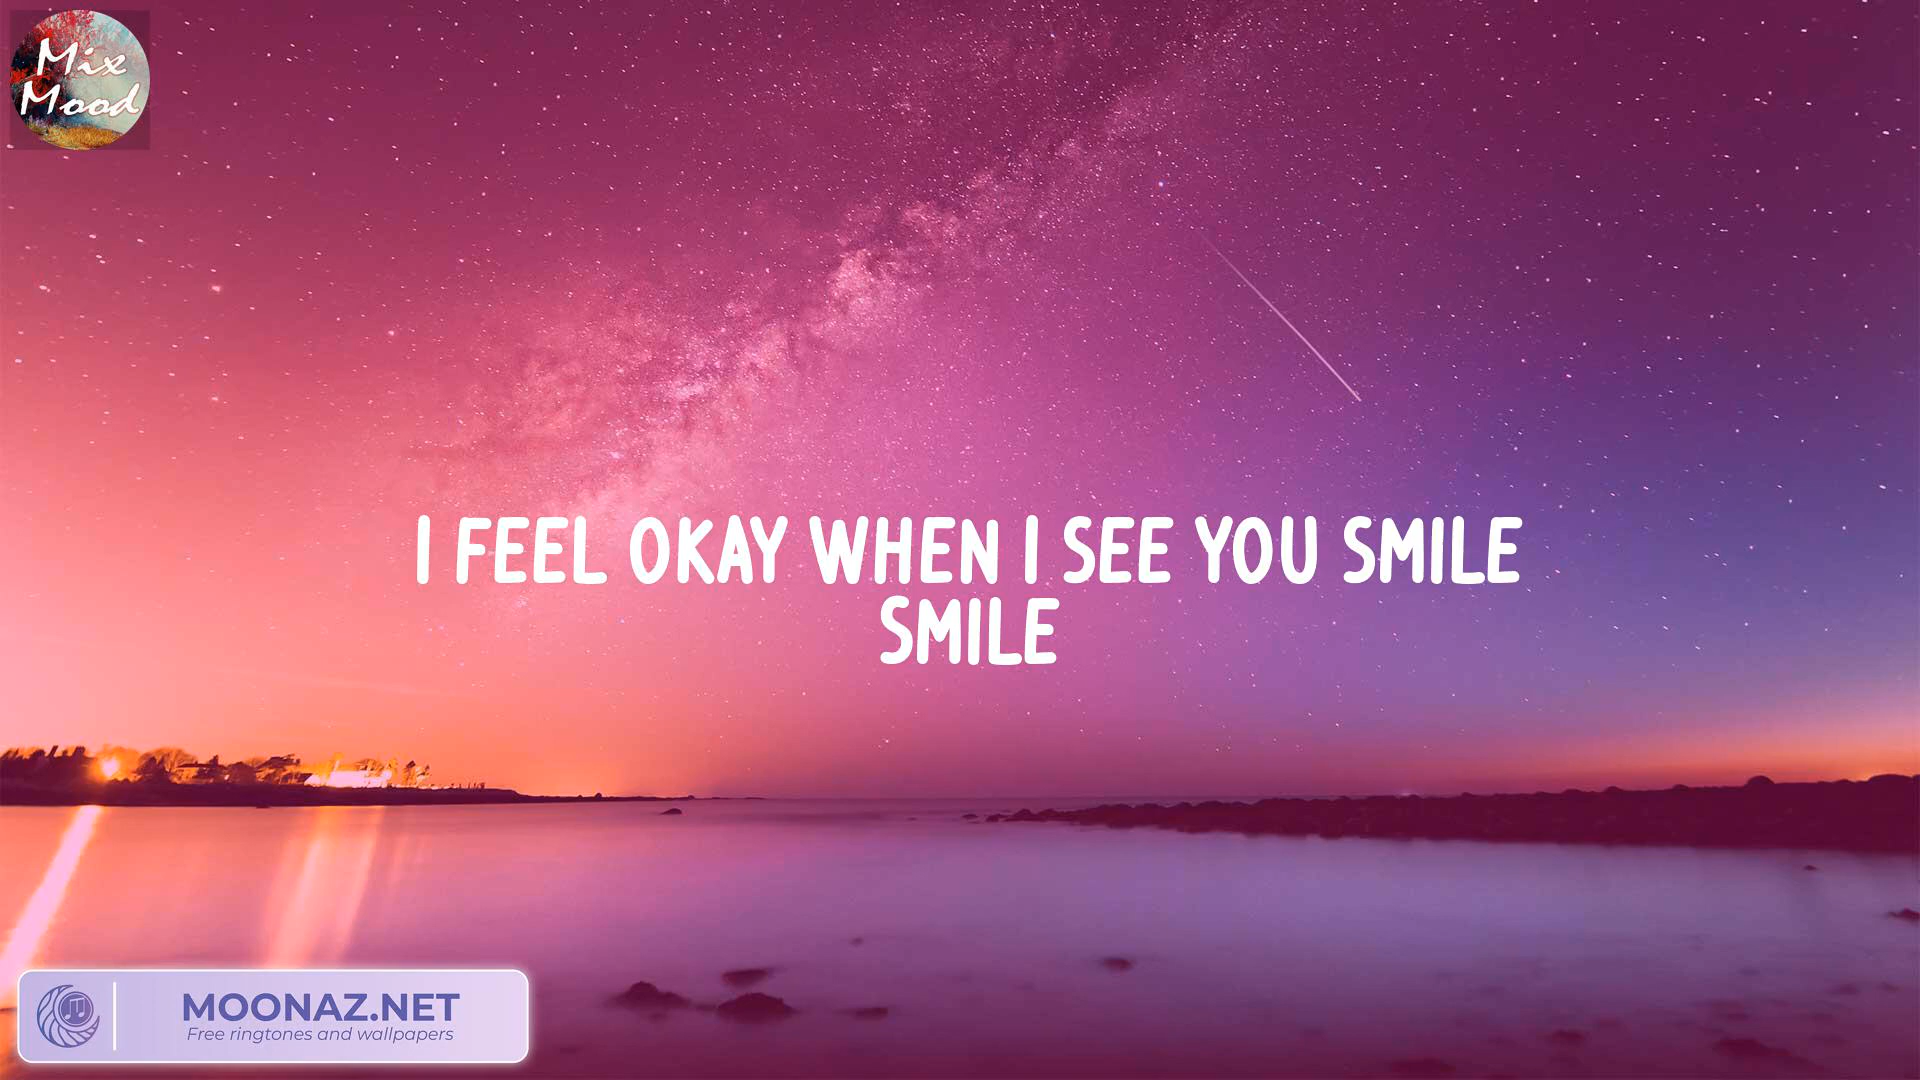 Mix
Mood
I FEEL OKAY WHEN I SEE YOU SMILE
SMILE
MOONAZ.NET
Free ringtones and wallpapers